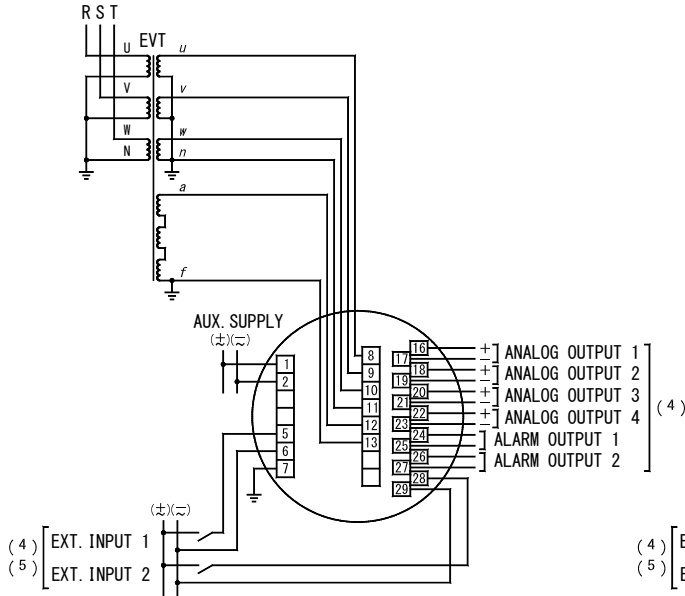 R S T
EVT
U u
V v
W w
N n
a
f
AUX. SUPPLY
(±)(∓)
1
2
5
6
7
8
9
10
11
12
13
16
17
18
19
20
21
22
23
24
25
26
27
28
29
+
− ANALOG OUTPUT 1
+
− ANALOG OUTPUT 2
+
− ANALOG OUTPUT 3
+
− ANALOG OUTPUT 4
ALARM OUTPUT 1
ALARM OUTPUT 2
(4)
(4)
(5)
EXT. INPUT 1
EXT. INPUT 2
(±)(∓)
(4)
(5)
E
E